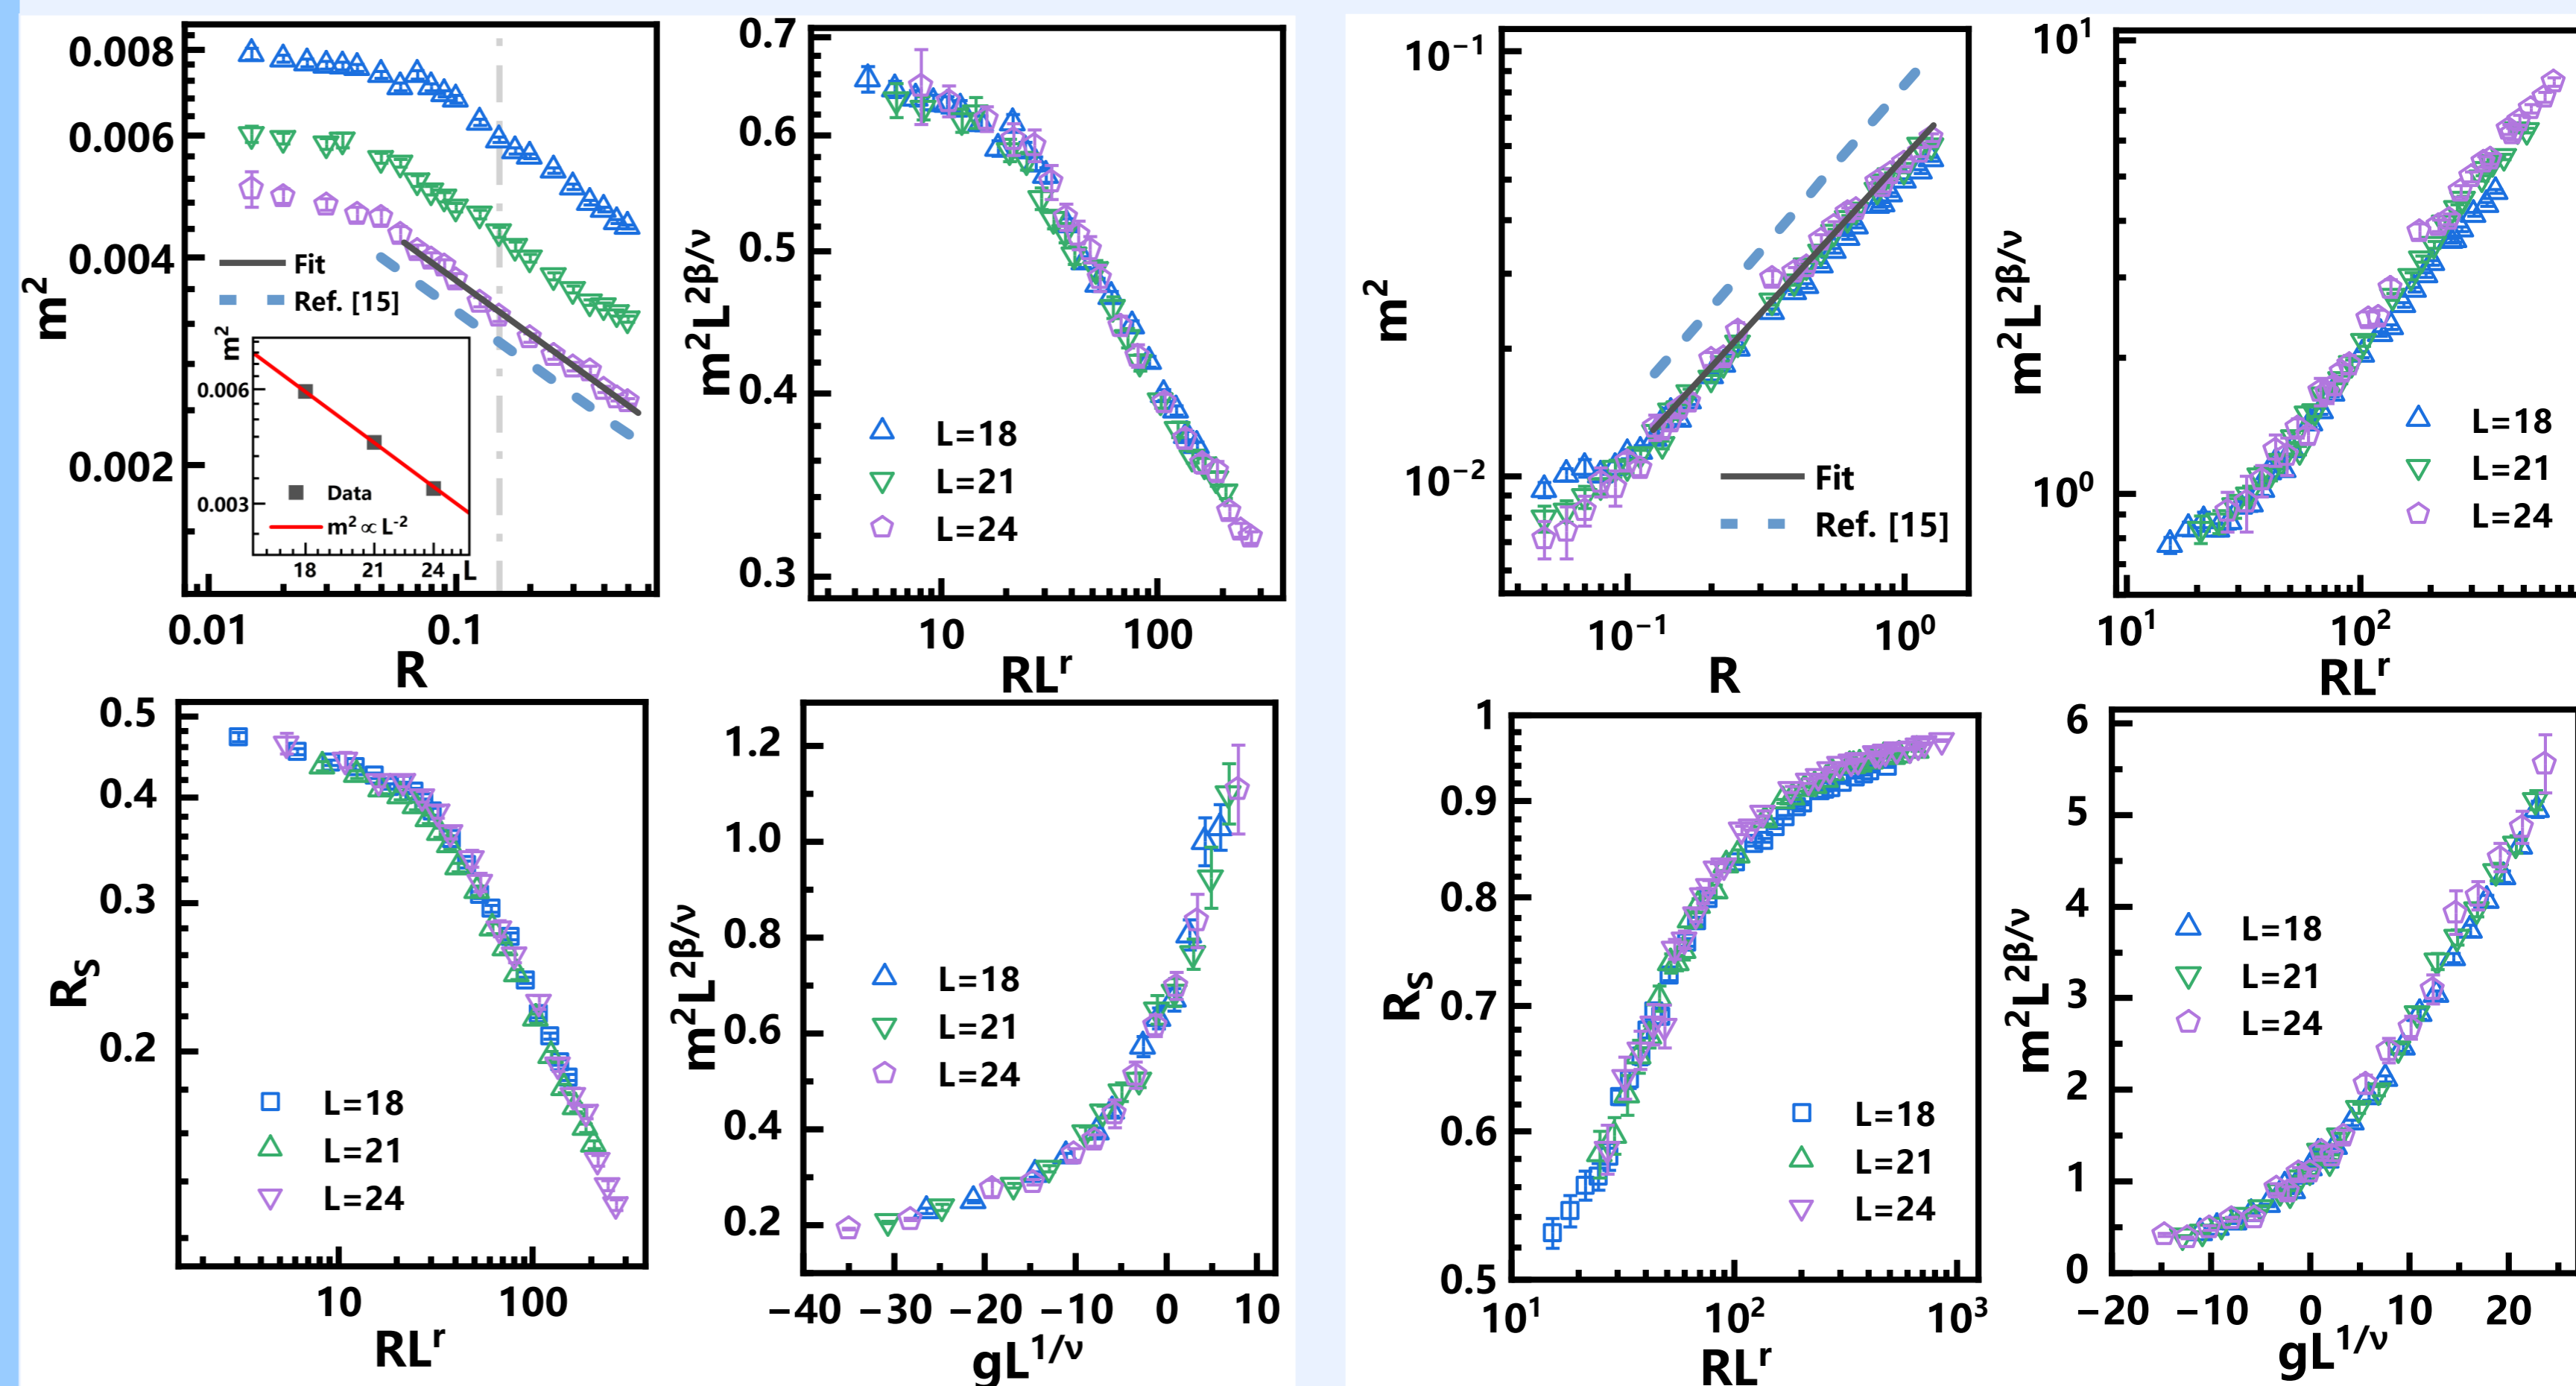 0.008
0.006
0.004
0.002
m²
Fit
Ref. [15]
m²
0.006
0.003
Data
m²∝L⁻²
18 21 24 L
0.01 0.1
R
0.7
0.6
0.5
0.4
0.3
m²L²ᵝ/ᵛ
L=18
L=21
L=24
10 100
RLʳ
0.5
0.4
0.3
0.2
R_S
L=18
L=21
L=24
10 100
RLʳ
1.2
1.0
0.8
0.6
0.4
0.2
m²L^{2β/ν}
L=18
L=21
L=24
−40 −30 −20 −10 0 10
gL^{1/ν}
10⁻¹
10⁻²
m²
Fit
Ref. [15]
10⁻¹ 10⁰
R
10¹
10⁰
m²L^{2β/ν}
L=18
L=21
L=24
10¹ 10²
RLʳ
1
0.9
0.8
0.7
0.6
0.5
R_S
L=18
L=21
L=24
10¹ 10² 10³
RLʳ
6
5
4
3
2
1
0
m²L^{2β/ν}
L=18
L=21
L=24
−20 −10 0 10 20
gL^{1/ν}